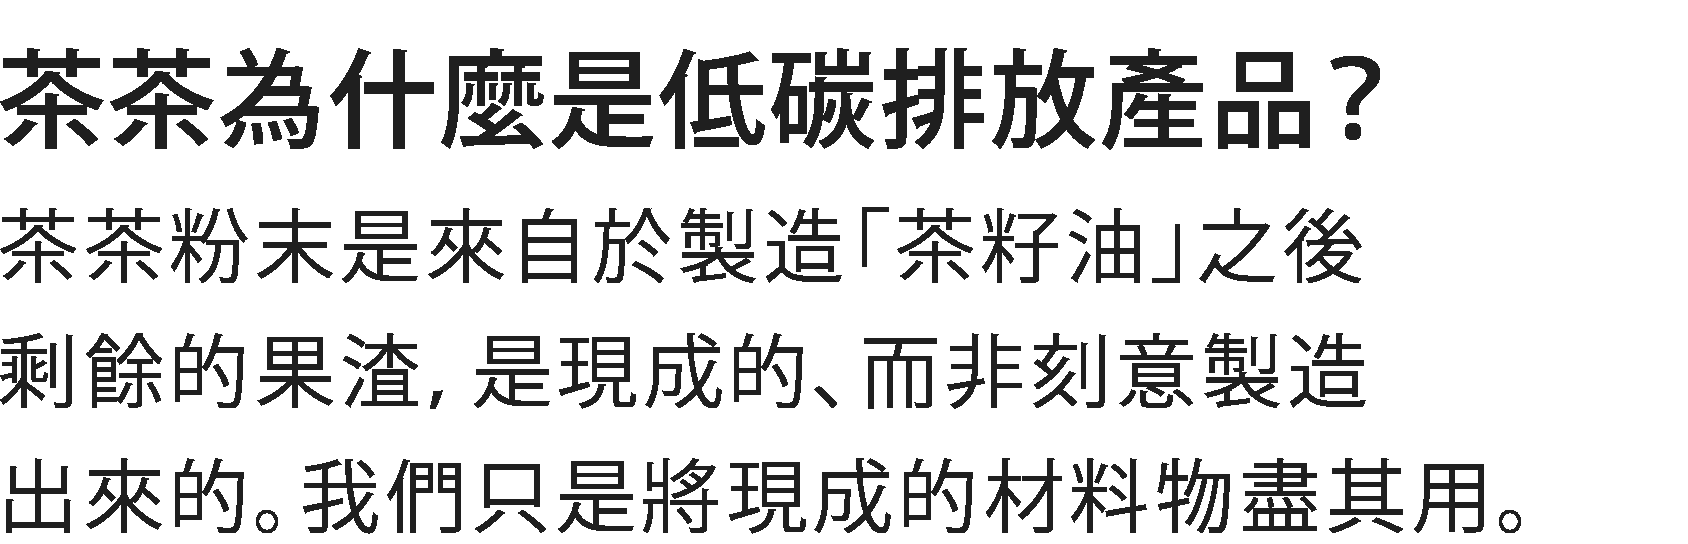 茶茶為什麼是低碳排放產品？
茶茶粉末是來自於製造「茶籽油」之後
剩餘的果渣，是現成的、而非刻意製造
出來的。我們只是將現成的材料物盡其用。